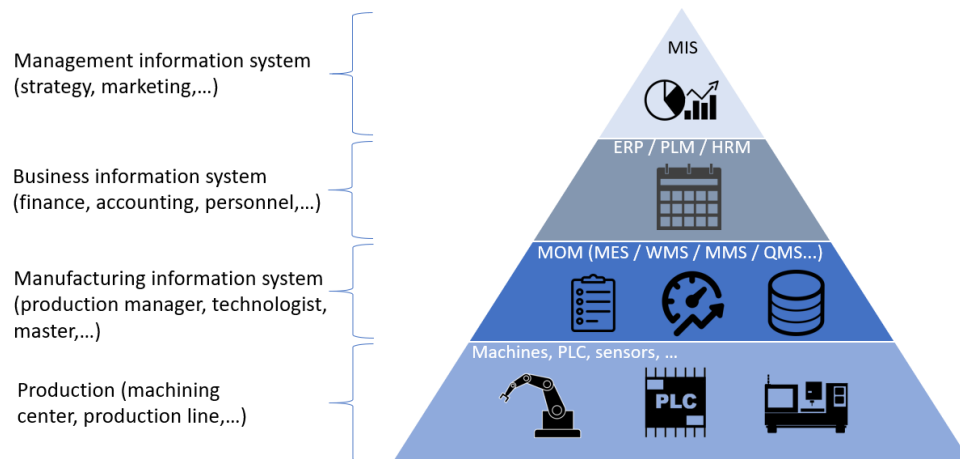 Management information system
(strategy, marketing,...)
MIS
Business information system
(finance, accounting, personnel,...)
ERP / PLM / HRM
Manufacturing information system
(production manager, technologist,
master,...)
MOM (MES / WMS / MMS / QMS...)
Production (machining
center, production line,...)
Machines, PLC, sensors, ...
PLC